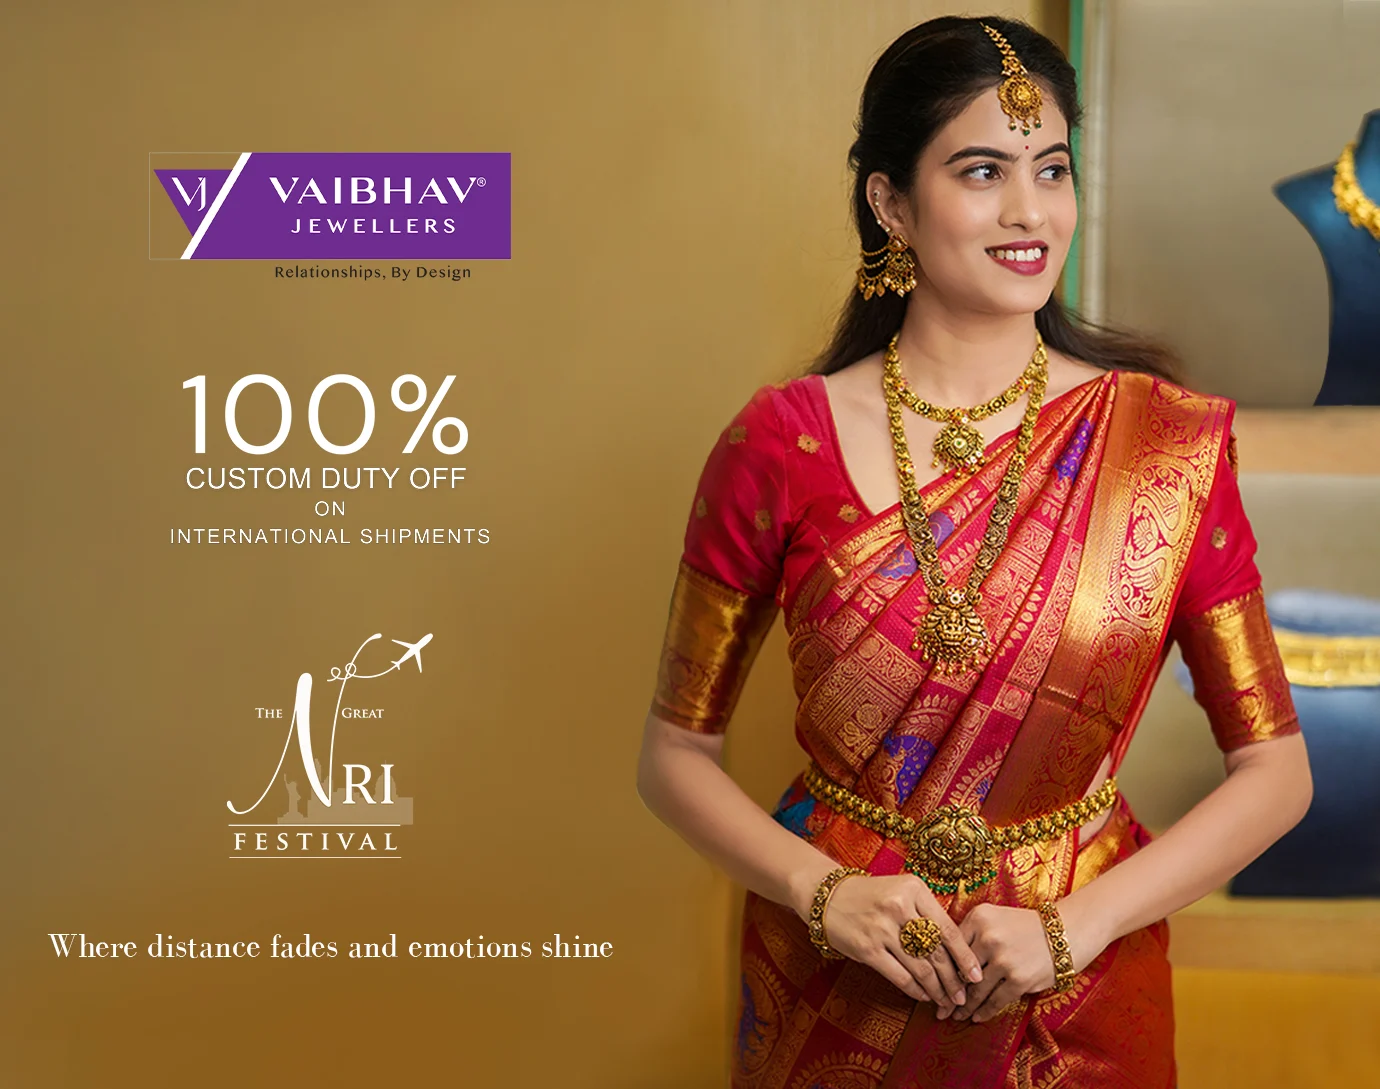 VJ
VAIBHAV®
JEWELLERS
Relationships, By Design
100%
CUSTOM DUTY OFF
ON
INTERNATIONAL SHIPMENTS
THE GREAT
NRI
FESTIVAL
Where distance fades and emotions shine